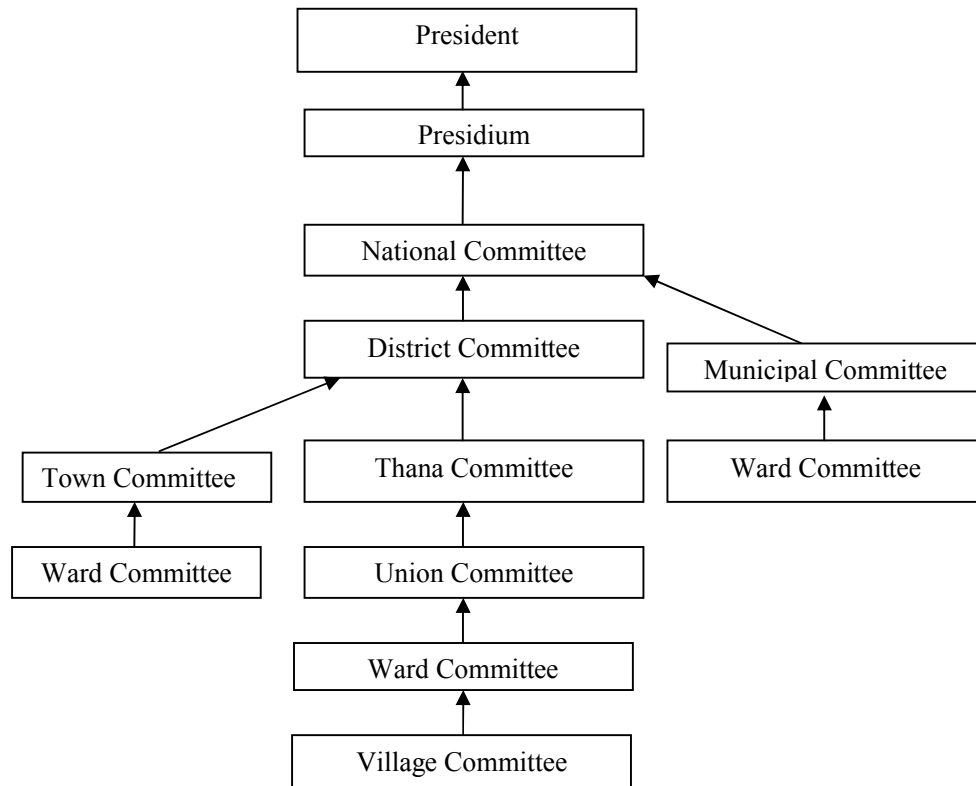 President
Presidium
National Committee
District Committee
Municipal Committee
Town Committee
Thana Committee
Ward Committee
Ward Committee
Union Committee
Ward Committee
Village Committee